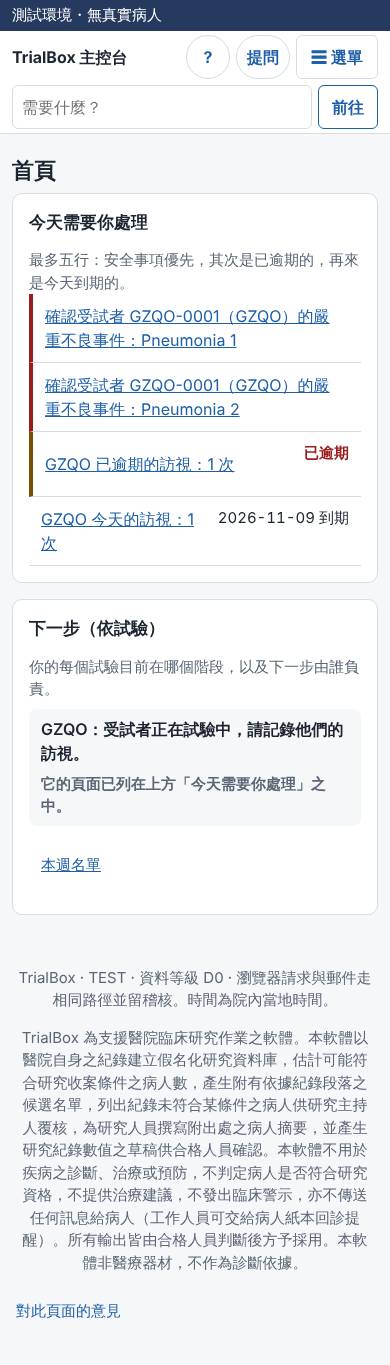 測試環境・無真實病人
TrialBox 主控台
?
提問
☰ 選單
需要什麼？
前往
首頁
今天需要你處理
最多五行：安全事項優先，其次是已逾期的，再來
是今天到期的。
確認受試者 GZQO-0001（GZQO）的嚴
重不良事件：Pneumonia 1
確認受試者 GZQO-0001（GZQO）的嚴
重不良事件：Pneumonia 2
已逾期
GZQO 已逾期的訪視：1 次
GZQO 今天的訪視：1
次
2026-11-09 到期
下一步（依試驗）
你的每個試驗目前在哪個階段，以及下一步由誰負
責。
GZQO：受試者正在試驗中，請記錄他們的
訪視。
它的頁面已列在上方「今天需要你處理」之
中。
本週名單
TrialBox · TEST · 資料等級 D0 · 瀏覽器請求與郵件走
相同路徑並留稽核。時間為院內當地時間。
TrialBox 為支援醫院臨床研究作業之軟體。本軟體以
醫院自身之紀錄建立假名化研究資料庫，估計可能符
合研究收案條件之病人數，產生附有依據紀錄段落之
候選名單，列出紀錄未符合某條件之病人供研究主持
人覆核，為研究人員撰寫附出處之病人摘要，並產生
研究紀錄數值之草稿供合格人員確認。本軟體不用於
疾病之診斷、治療或預防，不判定病人是否符合研究
資格，不提供治療建議，不發出臨床警示，亦不傳送
任何訊息給病人（工作人員可交給病人紙本回診提
醒）。所有輸出皆由合格人員判斷後方予採用。本軟
體非醫療器材，不作為診斷依據。
對此頁面的意見